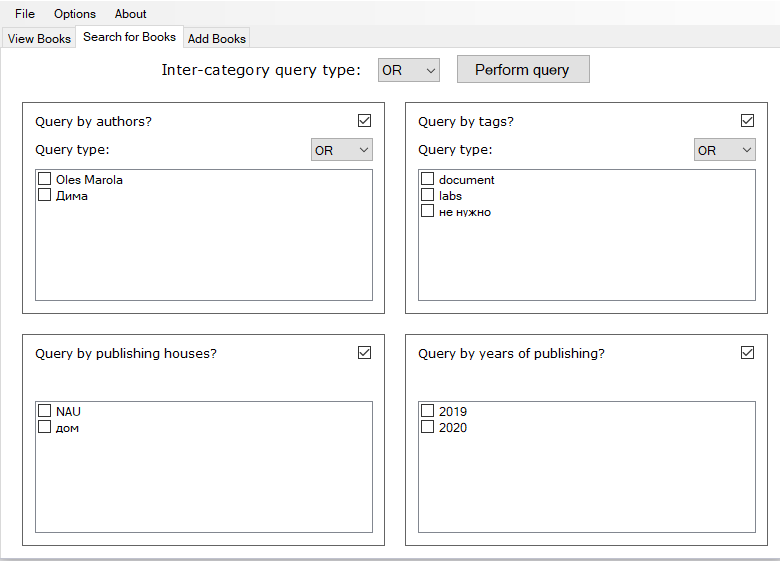 File Options About
View Books Search for Books Add Books
Inter-category query type: OR Perform query
Query by authors?
Query type: OR
Oles Marola
Дима
Query by tags?
Query type: OR
document
labs
не нужно
Query by publishing houses?
NAU
дом
Query by years of publishing?
2019
2020